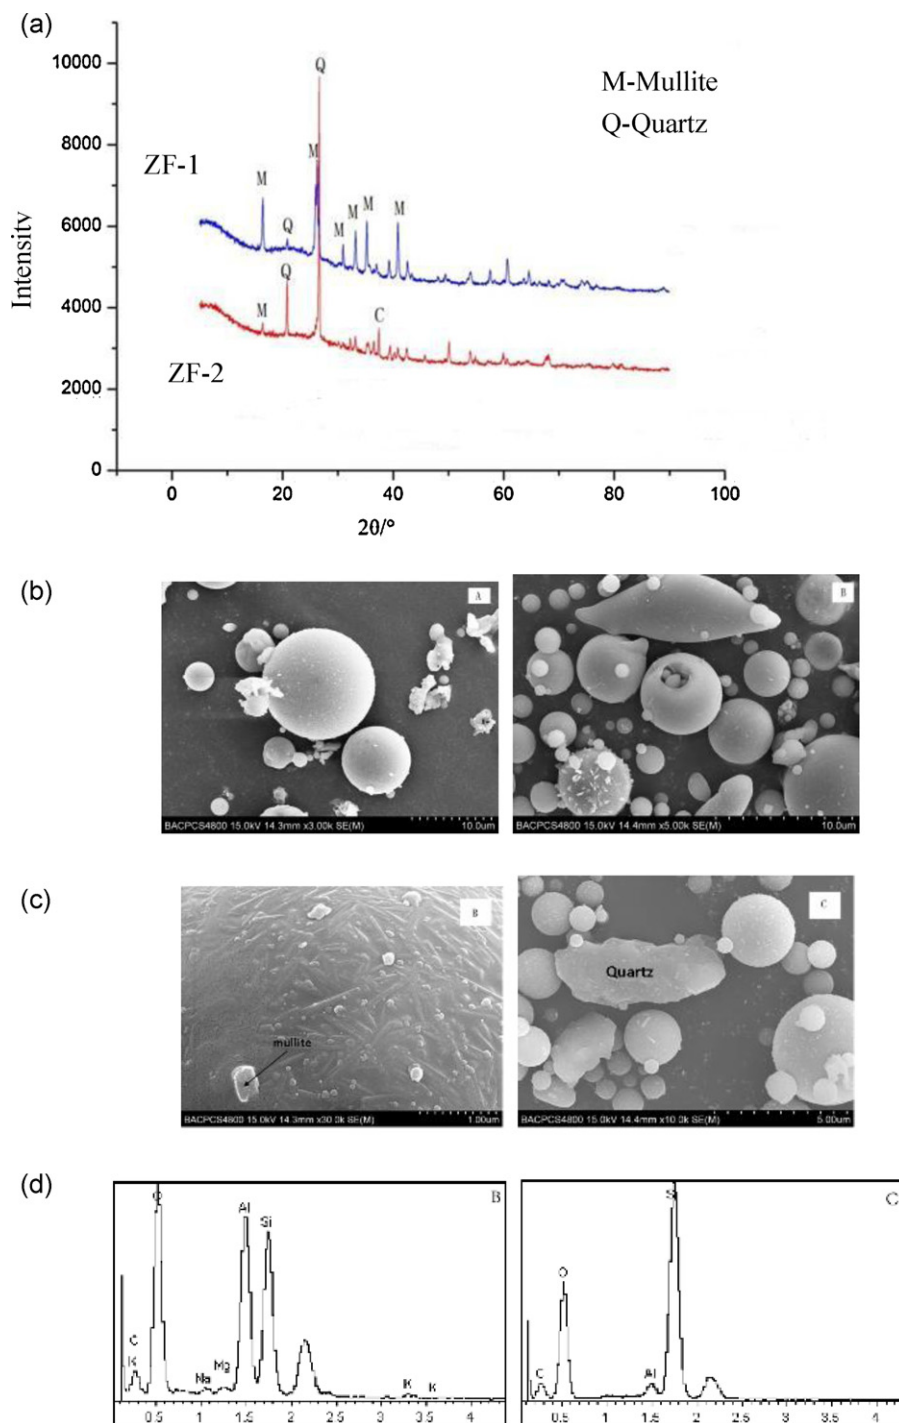 (a)
10000
8000
6000
4000
2000
0
Intensity
ZF-1
ZF-2
M
Q
M
Q
M
M
M
M
M
Q
C
M-Mullite
Q-Quartz
0 20 40 60 80 100
2θ/°
(b)
A
BACPCS4800 15.0kV 14.3mm x3.00k SE(M) 10.0um
B
BACPCS4800 15.0kV 14.4mm x5.00k SE(M) 10.0um
(c)
B
mullite
BACPCS4800 15.0kV 14.3mm x30.0k SE(M) 1.00um
C
Quartz
BACPCS4800 15.0kV 14.4mm x10.0k SE(M) 5.00um
(d)
B
O
Al
Si
C
K
Na
Mg
K
K
0.5 1 1.5 2 2.5 3 3.5 4
C
Si
O
C
Al
0.5 1 1.5 2 2.5 3 3.5 4